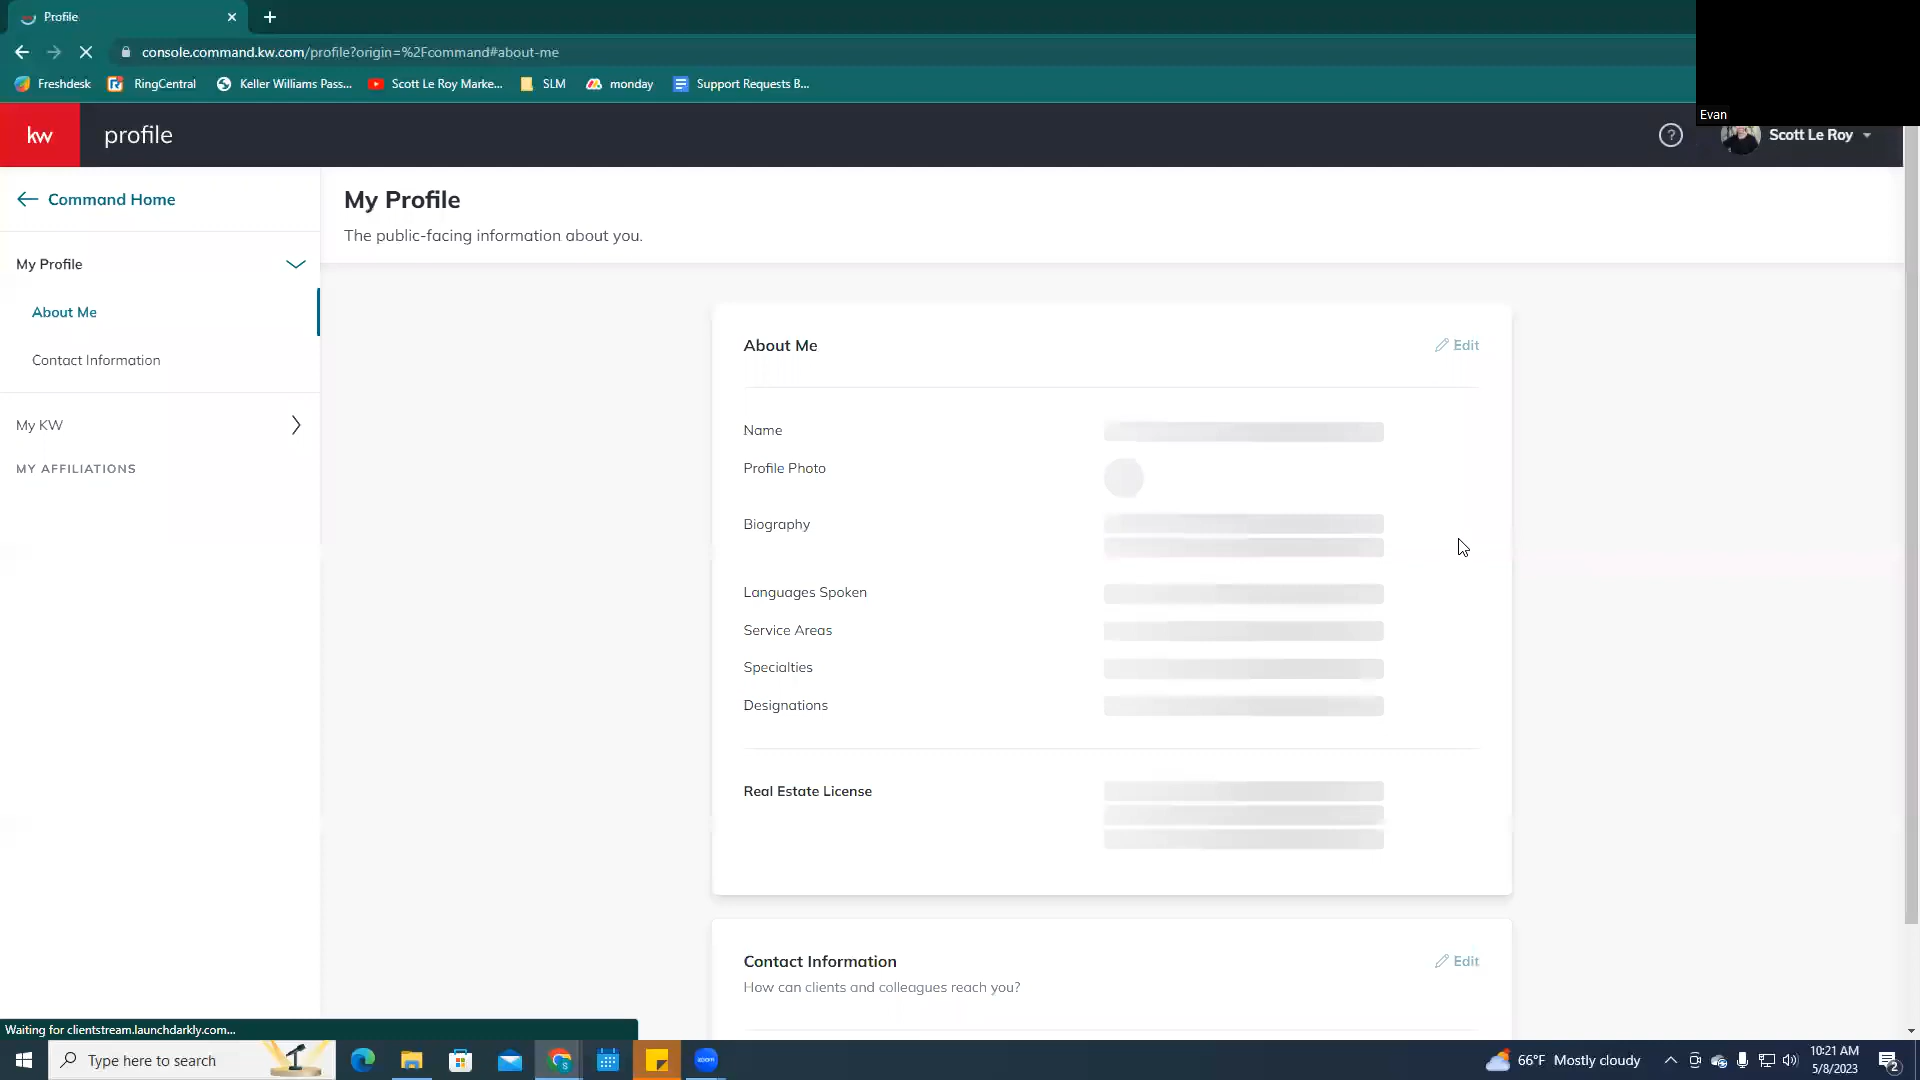 Profile
console.command.kw.com/profile?origin=%2Fcommand#about-me
Freshdesk
RingCentral
Keller Williams Pass...
Scott Le Roy Marke...
SLM
monday
Support Requests B...
Evan
kw
profile
?
Scott Le Roy
Command Home
My Profile
The public-facing information about you.
My Profile
About Me
Contact Information
My KW
MY AFFILIATIONS
About Me
Edit
Name
Profile Photo
Biography
Languages Spoken
Service Areas
Specialties
Designations
Real Estate License
Contact Information
Edit
How can clients and colleagues reach you?
Waiting for clientstream.launchdarkly.com...
Type here to search
S
zoom
66°F Mostly cloudy
10:21 AM
5/8/2023
2